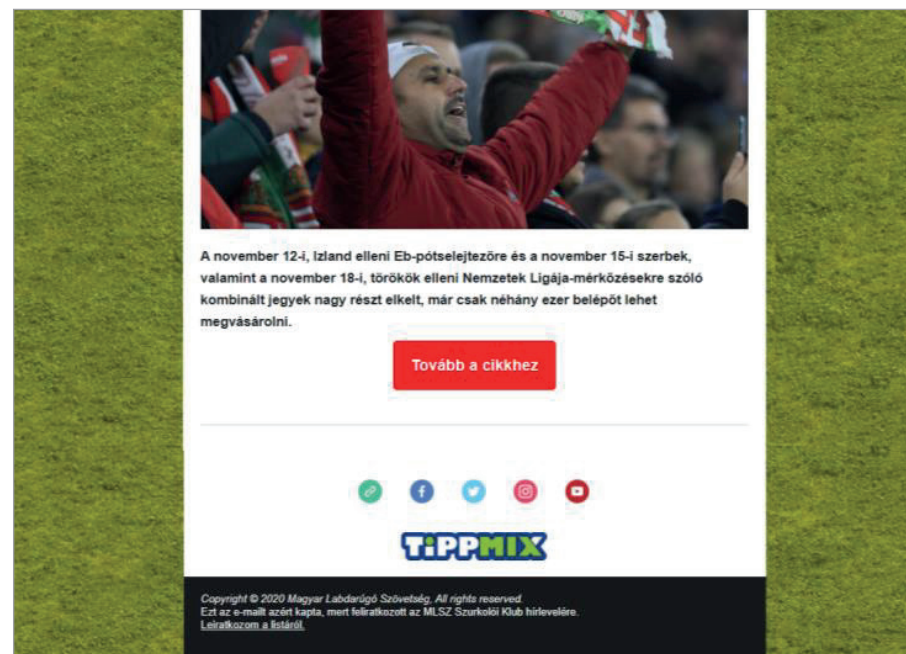 A november 12-i, Izland elleni Eb-pótselejtezőre és a november 15-i szerbek,
valamint a november 18-i, törökök elleni Nemzetek Ligája-mérkőzésekre szóló
kombinált jegyek nagy részt elkelt, már csak néhány ezer belépőt lehet
megvásárolni.
Tovább a cikkhez
TiPPMIX
Copyright © 2020 Magyar Labdarúgó Szövetség, All rights reserved.
Ezt az e-mailt azért kapta, mert feliratkozott az MLSZ Szurkolói Klub hírlevelére.
Leiratkozom a listáról.